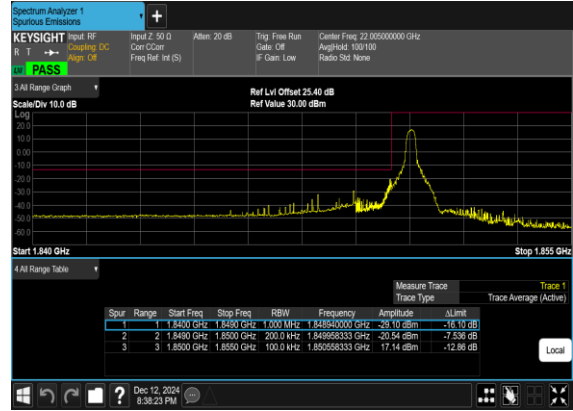 Spectrum Analyzer 1
Spurious Emissions
KEYSIGHT Input: RF Input Z: 50 Ω Atten: 20 dB Trig: Free Run Center Freq: 22.005000000 GHz
R T Coupling: DC Corr CCorr Gate: Off Avg|Hold: 100/100
Align: Off Freq Ref: Int (S) IF Gain: Low Radio Std: None
PASS
3 All Range Graph
Ref Lvl Offset 25.40 dB
Scale/Div 10.0 dB Ref Value 30.00 dBm
Log
20.0
10.0
0.00
-10.0
-20.0
-30.0
-40.0
-50.0
-60.0
Start 1.840 GHz Stop 1.855 GHz
4 All Range Table
Measure Trace Trace 1
Trace Type Trace Average (Active)
Spur Range Start Freq Stop Freq RBW Frequency Amplitude ΔLimit
1 1 1.8400 GHz 1.8490 GHz 1.000 MHz 1.848940000 GHz -29.10 dBm -16.10 dB
2 2 1.8490 GHz 1.8500 GHz 200.0 kHz 1.849958333 GHz -20.54 dBm -7.536 dB
3 3 1.8500 GHz 1.8550 GHz 100.0 kHz 1.850558333 GHz 17.14 dBm -12.86 dB
Local
? Dec 12, 2024
8:38:23 PM